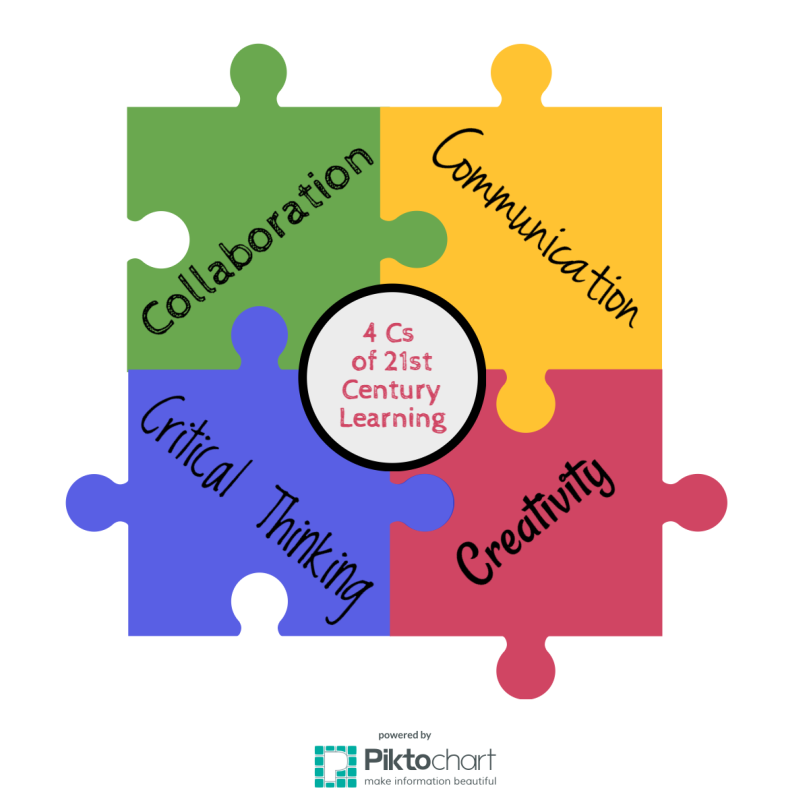 Collaboration
Communication
4 Cs
of 21st
Century
Learning
Critical Thinking
Creativity
powered by
Piktochart
make information beautiful